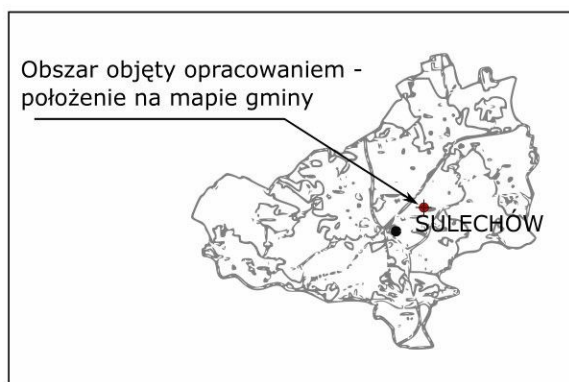 Obszar objęty opracowaniem -
położenie na mapie gminy
SULECHÓW